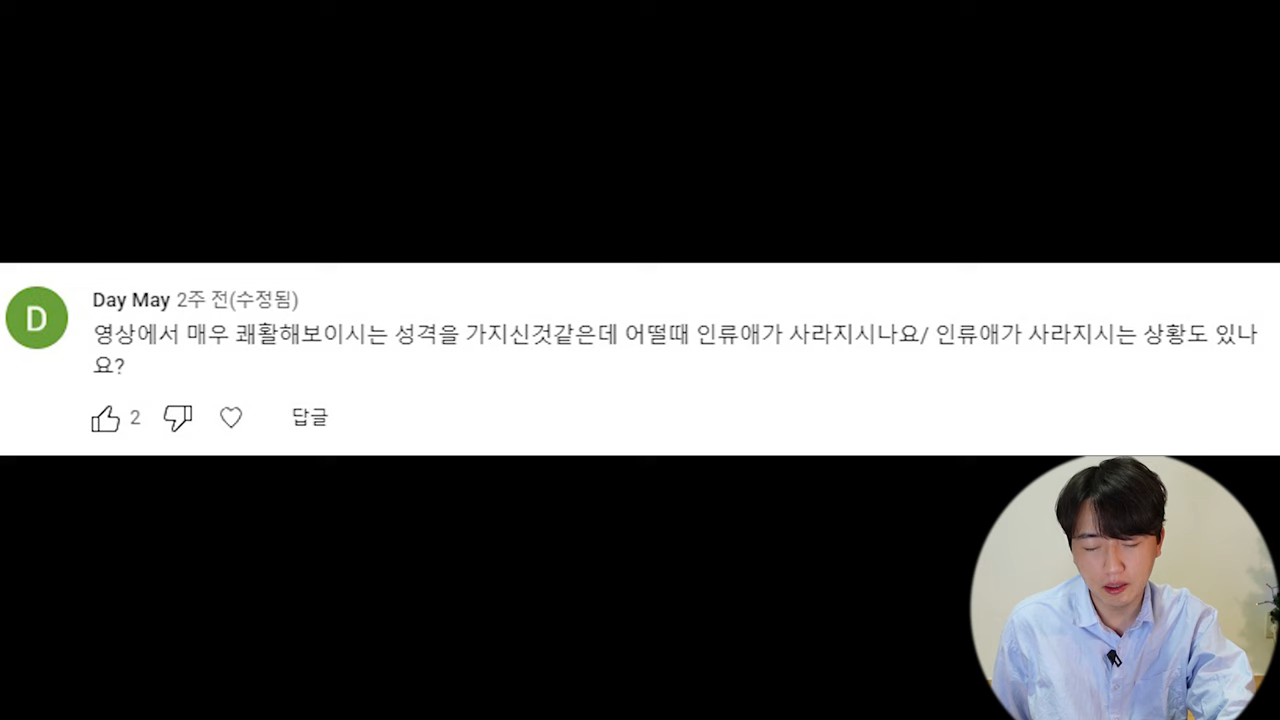 D
Day May 2주 전(수정됨)
영상에서 매우 쾌활해보이시는 성격을 가지신것같은데 어떨때 인류애가 사라지시나요/ 인류애가 사라지시는 상황도 있나
요?
2 답글